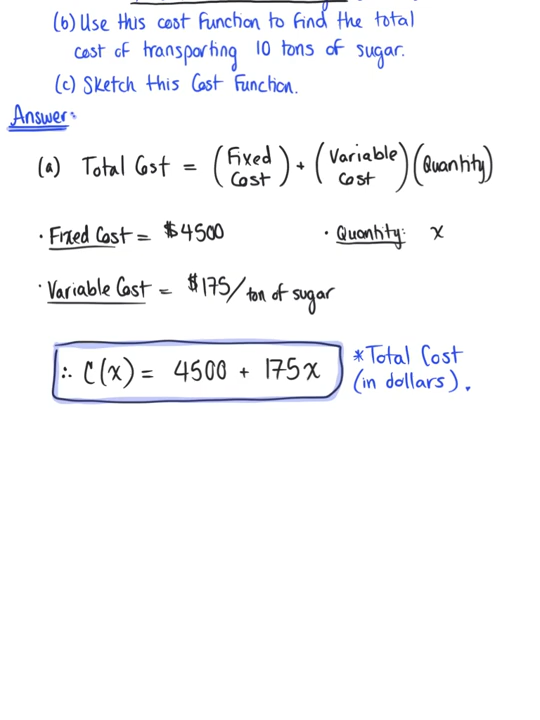 (b) Use this cost function to find the total
cost of transporting 10 tons of sugar.
(c) Sketch this Cost Function.
Answer:
(a) Total Cost = (Fixed Cost) + (Variable Cost)(Quantity)
· Fixed Cost = $4500 · Quantity: x
· Variable Cost = $175/ton of sugar
∴ C(x) = 4500 + 175x *Total Cost
(in dollars).